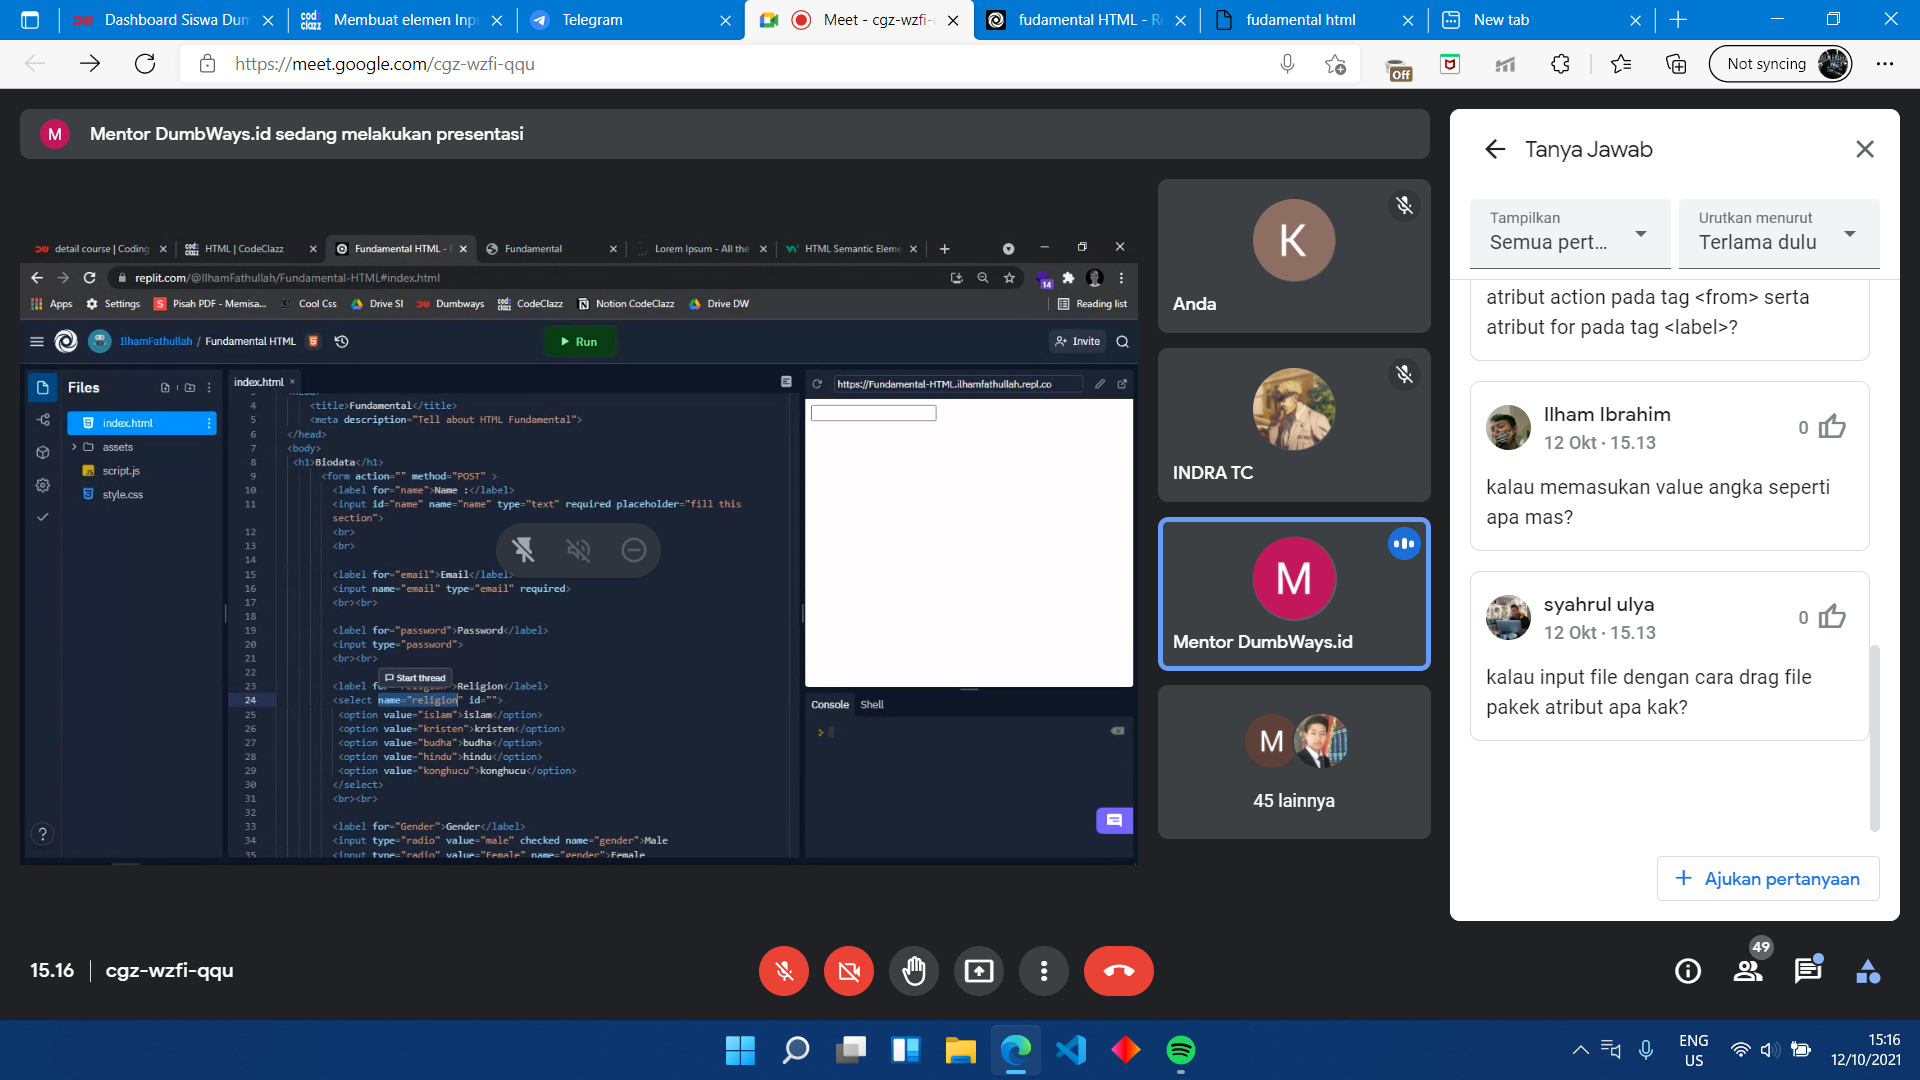 Dashboard Siswa Dum
Membuat elemen Inpu
Telegram
Meet - cgz-wzfi-
fudamental HTML - R
fudamental html
New tab
https://meet.google.com/cgz-wzfi-qqu
Off
Not syncing
M Mentor DumbWays.id sedang melakukan presentasi
detail course | Coding
HTML | CodeClazz
Fundamental HTML -
Fundamental
Lorem Ipsum - All the
HTML Semantic Eleme
replit.com/@IlhamFathullah/Fundamental-HTML#index.html
14
Apps
Settings
Pisah PDF - Memisa...
Cool Css
Drive SI
Dumbways
CodeClazz
Notion CodeClazz
Drive DW
Reading list
IlhamFathullah / Fundamental HTML
Run
Invite
Files
index.html
assets
script.js
style.css
index.html
4 <title>Fundamental</title>
5 <meta description="Tell about HTML Fundamental">
6 </head>
7 <body>
8 <h1>Biodata</h1>
9 <form action="" method="POST" >
10 <label for="name">Name :</label>
11 <input id="name" name="name" type="text" required placeholder="fill this
section">
12 <br>
13 <br>
14
15 <label for="email">Email</label>
16 <input name="email" type="email" required>
17 <br><br>
18
19 <label for="password">Password</label>
20 <input type="password">
21 <br><br>
22
Start thread
23 <label for="religion">Religion</label>
24 <select name="religion" id="">
25 <option value="islam">islam</option>
26 <option value="kristen">kristen</option>
27 <option value="budha">budha</option>
28 <option value="hindu">hindu</option>
29 <option value="konghucu">konghucu</option>
30 </select>
31 <br><br>
32
33 <label for="Gender">Gender</label>
34 <input type="radio" value="male" checked name="gender">Male
35 <input type="radio" value="Female" name="gender">Female
https://Fundamental-HTML.ilhamfathullah.repl.co
Console
Shell
K
Anda
INDRA TC
M
Mentor DumbWays.id
M
45 lainnya
Tanya Jawab
Tampilkan
Semua pert...
Urutkan menurut
Terlama dulu
atribut action pada tag <from> serta
atribut for pada tag <label>?
Ilham Ibrahim
12 Okt · 15.13
0
kalau memasukan value angka seperti
apa mas?
syahrul ulya
12 Okt · 15.13
0
kalau input file dengan cara drag file
pakek atribut apa kak?
+ Ajukan pertanyaan
15.16 | cgz-wzfi-qqu
49
ENG
US
15:16
12/10/2021